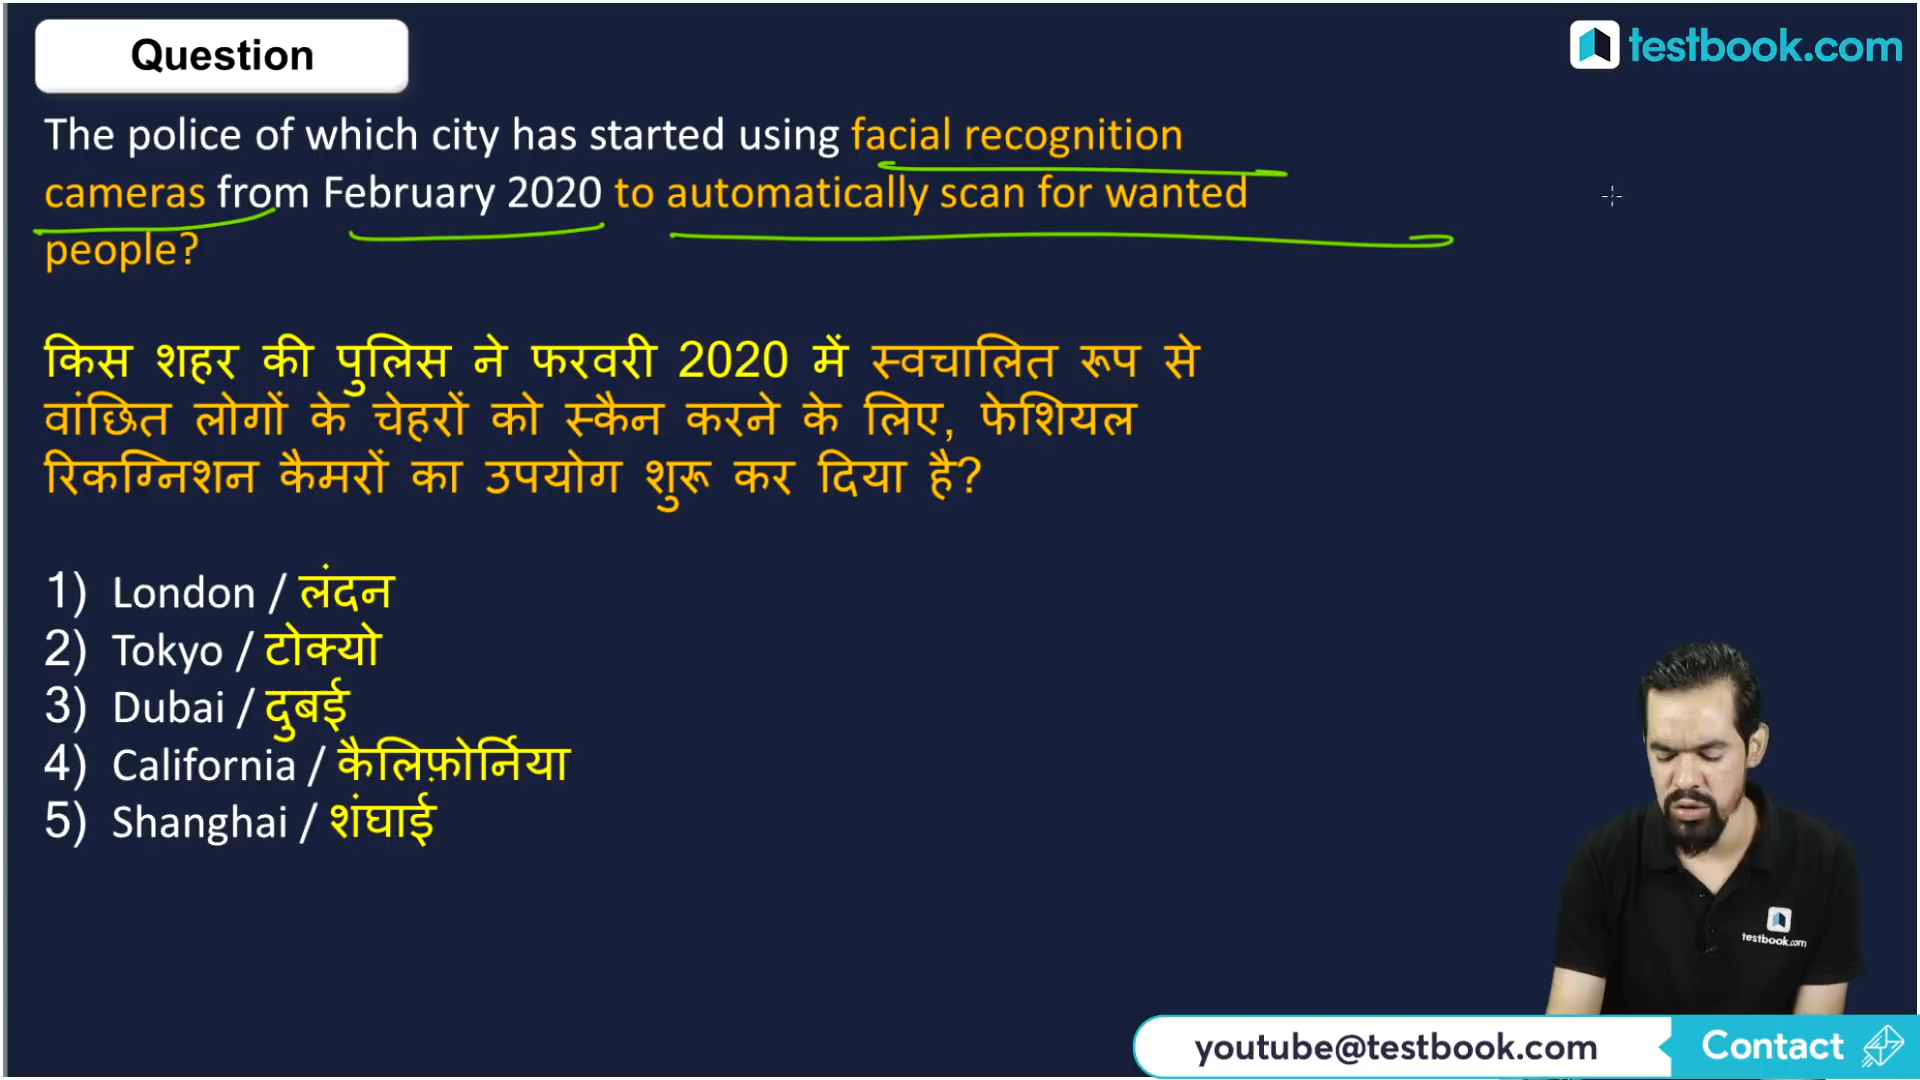 Question
testbook.com
The police of which city has started using facial recognition
cameras from February 2020 to automatically scan for wanted
people?
किस शहर की पुलिस ने फरवरी 2020 में स्वचालित रूप से
वांछित लोगों के चेहरों को स्कैन करने के लिए, फेशियल
रिकग्निशन कैमरों का उपयोग शुरू कर दिया है?
1) London / लंदन
2) Tokyo / टोक्यो
3) Dubai / दुबई
4) California / कैलिफ़ोर्निया
5) Shanghai / शंघाई
testbook.com
youtube@testbook.com
Contact